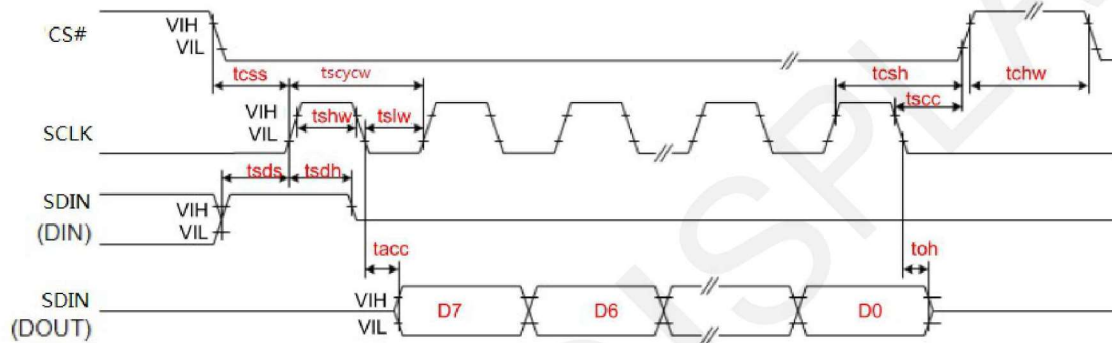 CS#
VIH
VIL
tcss
tscycw
tcsh
tchw
tscc
SCLK
VIH
VIL
tshw
tslw
tsds
tsdh
SDIN
(DIN)
VIH
VIL
tacc
toh
SDIN
(DOUT)
VIH
VIL
D7
D6
D0